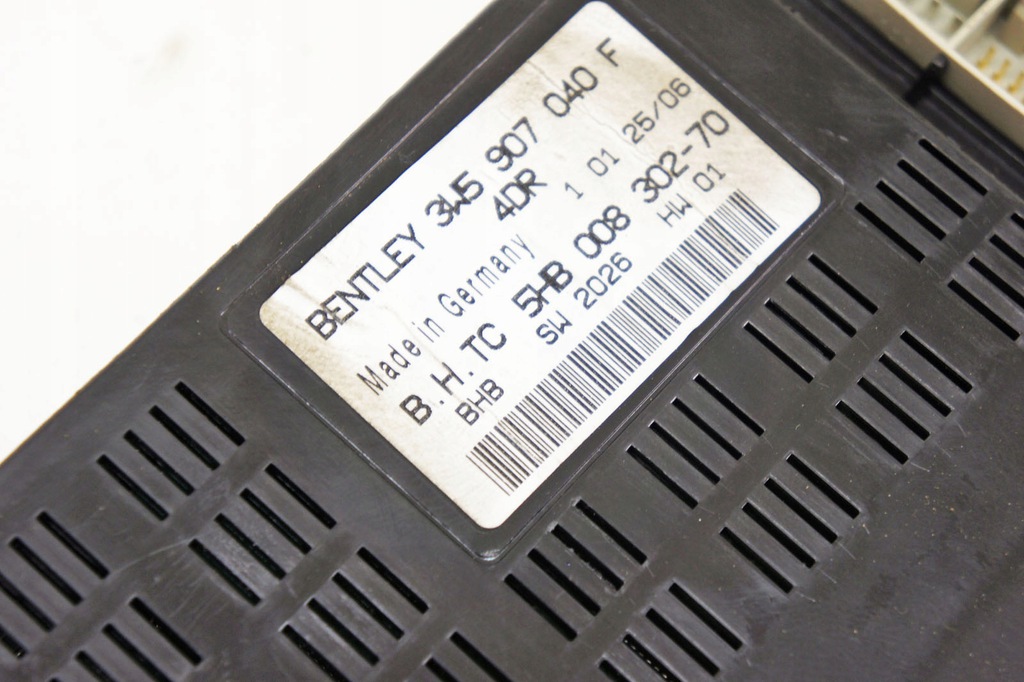 BENTLEY 3W5 907 040 F
4DR
Made in Germany 1 01 25/06
B.H.TC 5HB 008 302-70
BHB SW 2026 HW 01